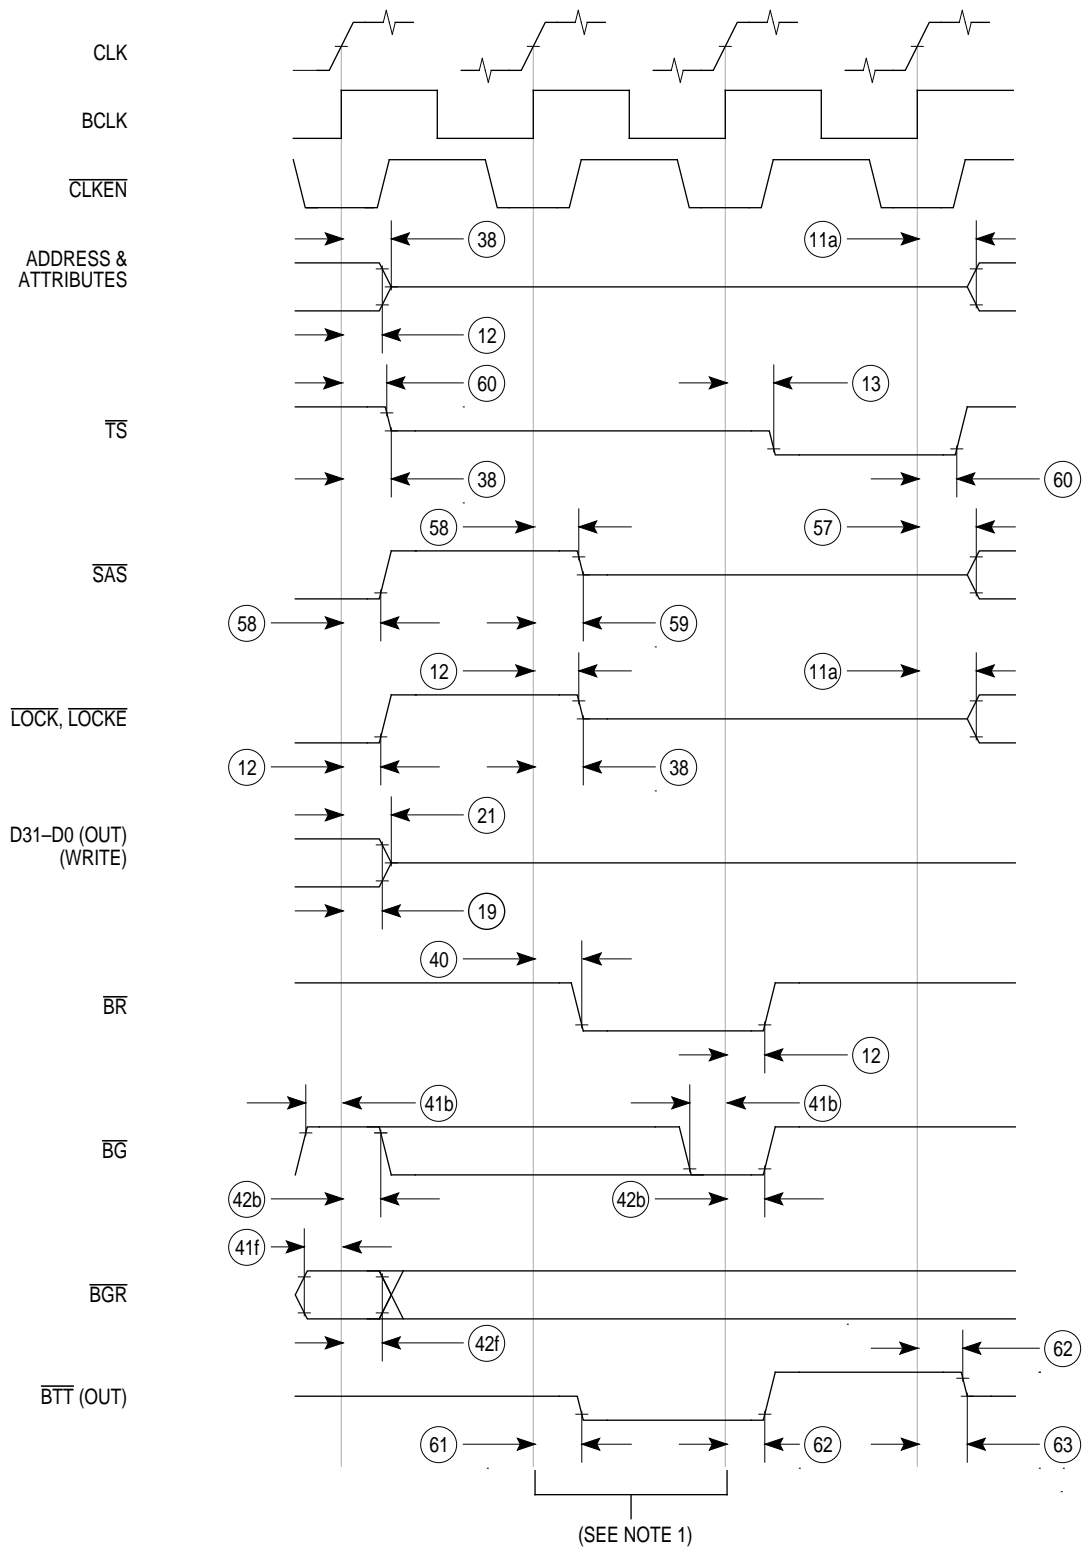 CLK
BCLK
CLKEN
38
11a
ADDRESS &
ATTRIBUTES
12
60
13
TS
38
60
58
57
SAS
58
59
12
11a
LOCK, LOCKE
12
38
21
D31–D0 (OUT)
(WRITE)
19
40
BR
12
41b
41b
BG
42b
42b
41f
BGR
42f
62
BTT (OUT)
61
62
63
(SEE NOTE 1)